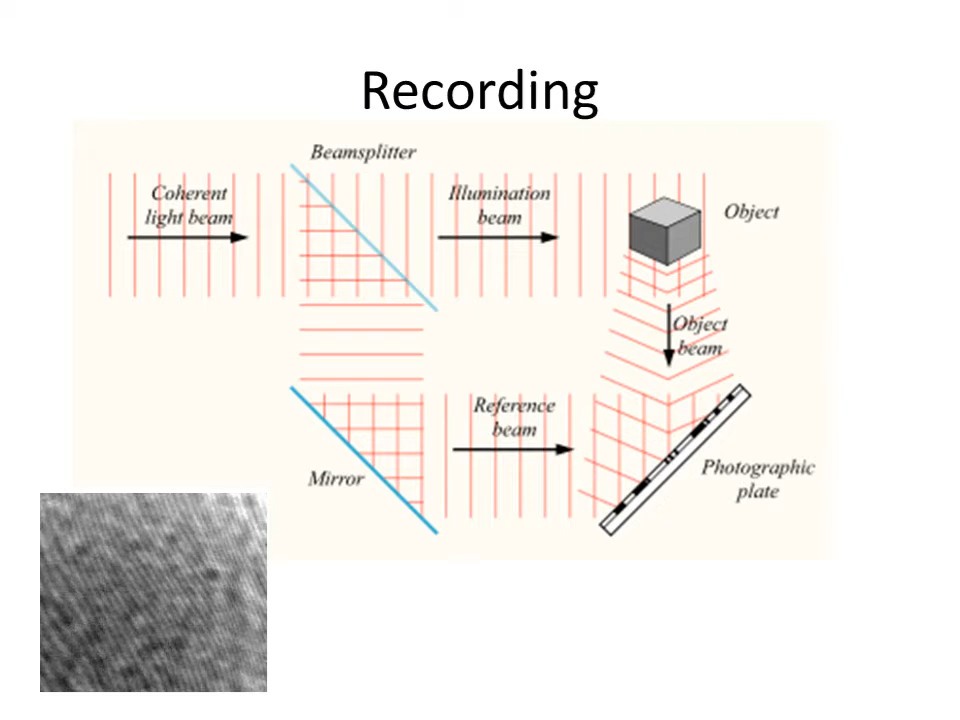 Recording
Beamsplitter
Coherent
light beam
Illumination
beam
Object
Object
beam
Reference
beam
Mirror
Photographic
plate